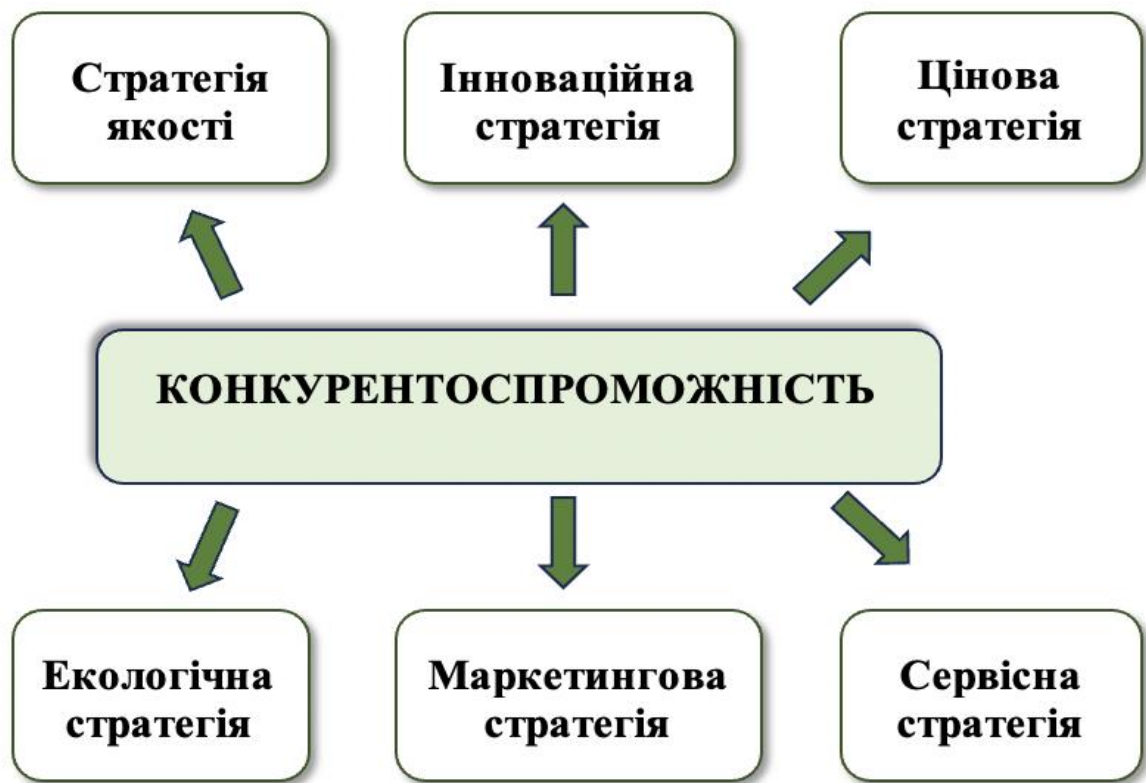 Стратегія
якості
Інноваційна
стратегія
Цінова
стратегія
КОНКУРЕНТОСПРОМОЖНІСТЬ
Екологічна
стратегія
Маркетингова
стратегія
Сервісна
стратегія